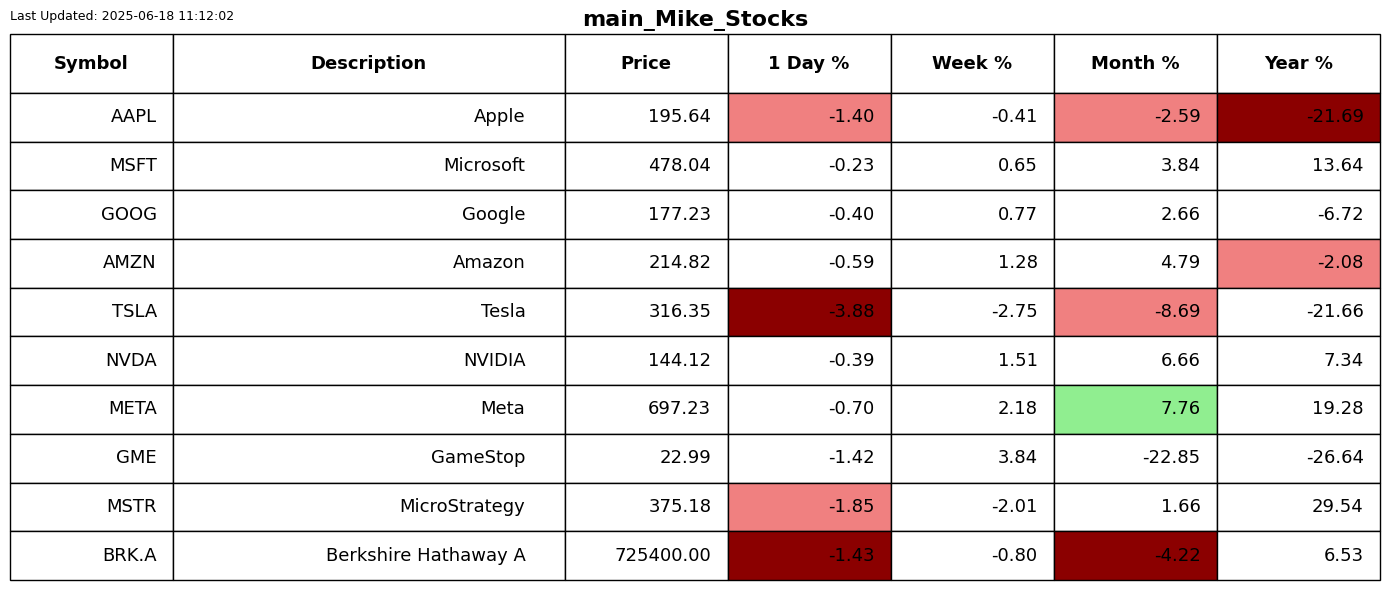 Last Updated: 2025-06-18 11:12:02
main_Mike_Stocks
Symbol Description Price 1 Day % Week % Month % Year %
AAPL Apple 195.64 -1.40 -0.41 -2.59 -21.69
MSFT Microsoft 478.04 -0.23 0.65 3.84 13.64
GOOG Google 177.23 -0.40 0.77 2.66 -6.72
AMZN Amazon 214.82 -0.59 1.28 4.79 -2.08
TSLA Tesla 316.35 -3.88 -2.75 -8.69 -21.66
NVDA NVIDIA 144.12 -0.39 1.51 6.66 7.34
META Meta 697.23 -0.70 2.18 7.76 19.28
GME GameStop 22.99 -1.42 3.84 -22.85 -26.64
MSTR MicroStrategy 375.18 -1.85 -2.01 1.66 29.54
BRK.A Berkshire Hathaway A 725400.00 -1.43 -0.80 -4.22 6.53